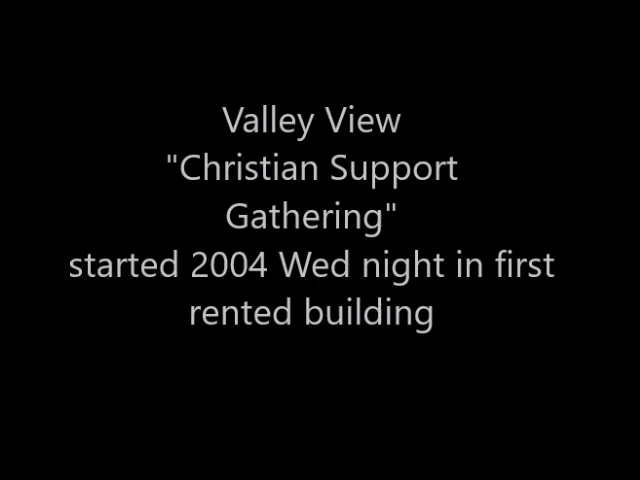 Valley View
"Christian Support
Gathering"
started 2004 Wed night in first
rented building